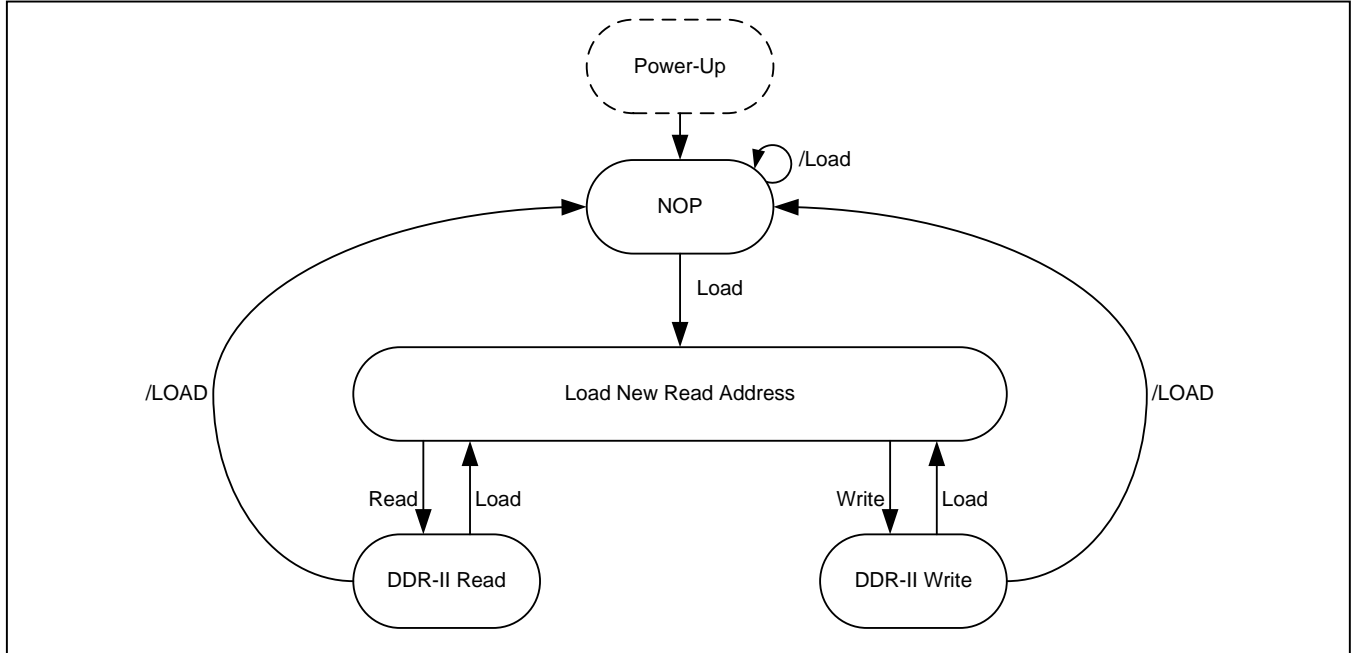 Power-Up
/Load
NOP
Load
/LOAD
Load New Read Address
/LOAD
Read
Load
Write
Load
DDR-II Read
DDR-II Write